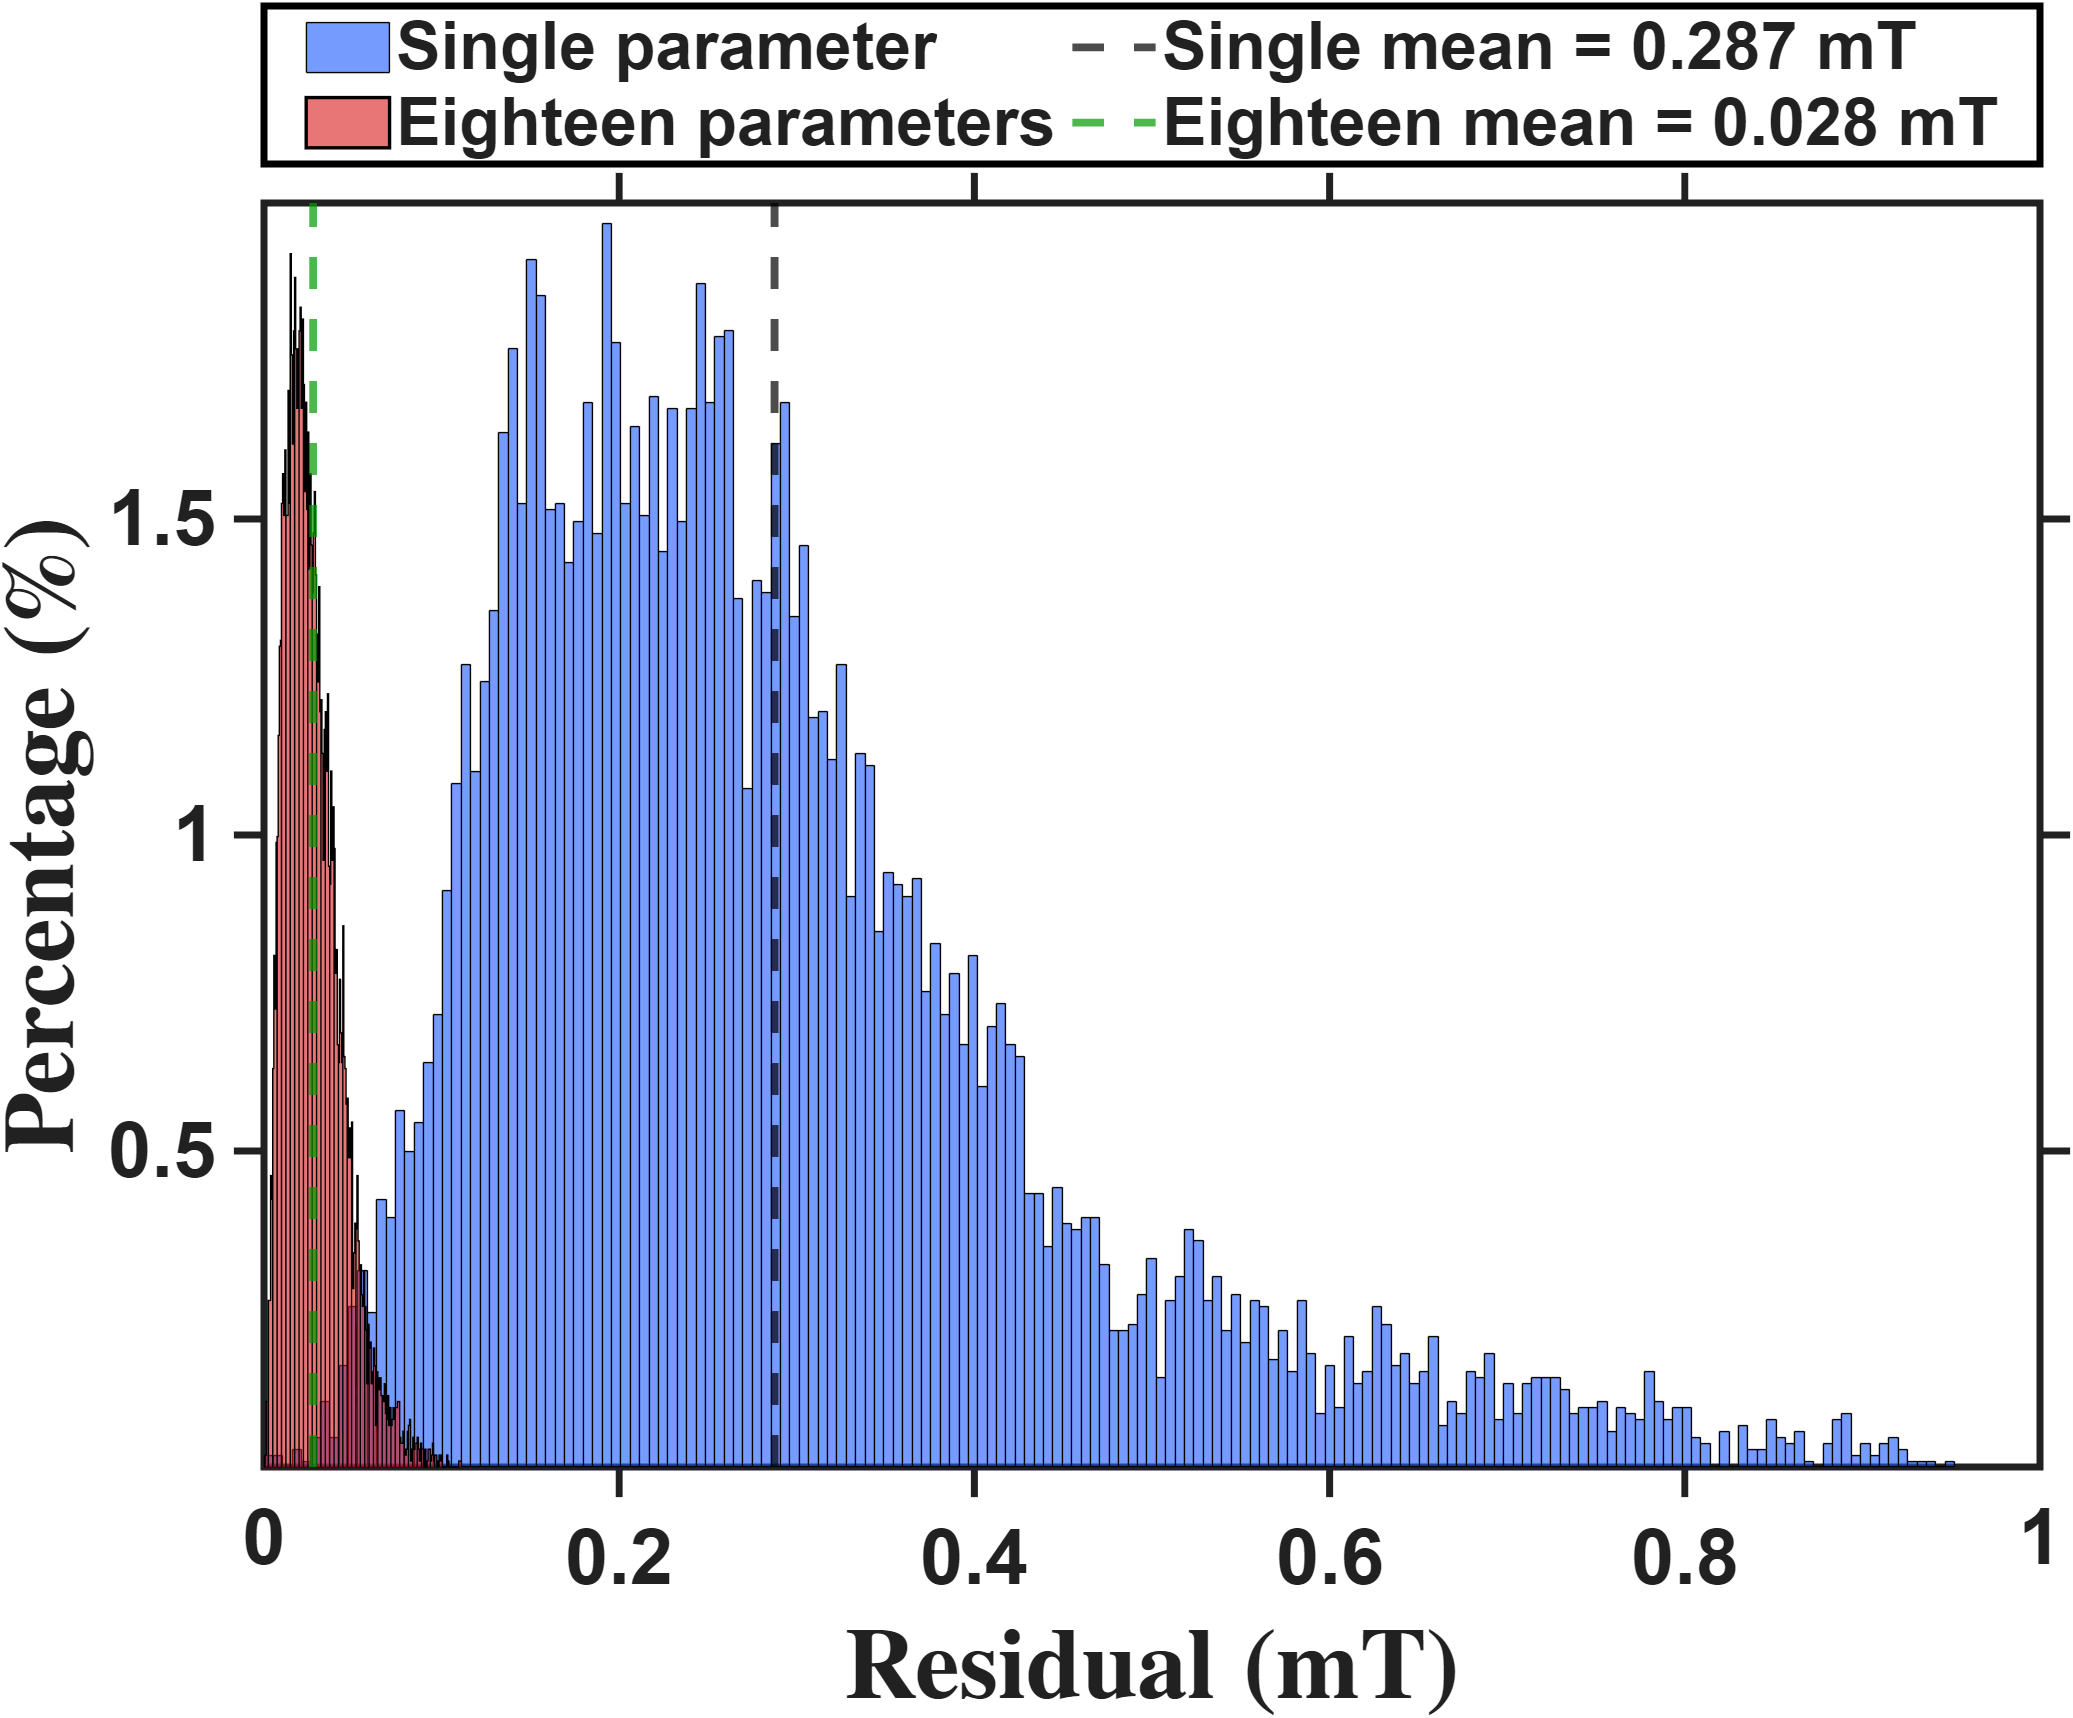 Single parameter
Single mean = 0.287 mT
Eighteen parameters
Eighteen mean = 0.028 mT
Percentage (%)
1.5
1
0.5
0
0.2
0.4
0.6
0.8
1
Residual (mT)